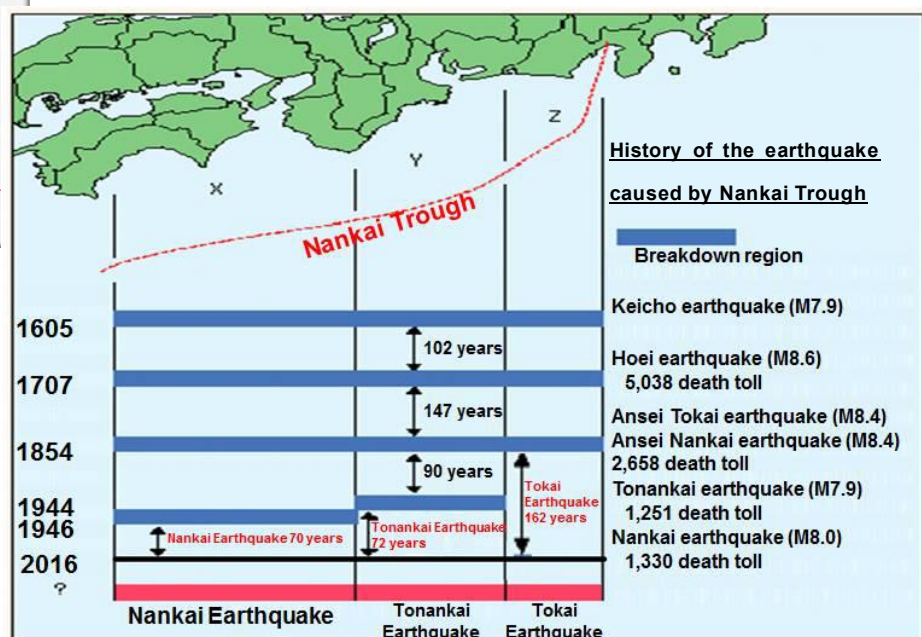 X
Y
Z
Nankai Trough
History of the earthquake
caused by Nankai Trough
Breakdown region
1605
Keicho earthquake (M7.9)
102 years
1707
Hoei earthquake (M8.6)
5,038 death toll
147 years
1854
Ansei Tokai earthquake (M8.4)
Ansei Nankai earthquake (M8.4)
2,658 death toll
90 years
Tokai
Earthquake
162 years
1944
Tonankai earthquake (M7.9)
1,251 death toll
1946
Nankai Earthquake 70 years
Tonankai Earthquake
72 years
Nankai earthquake (M8.0)
1,330 death toll
2016
?
Nankai Earthquake
Tonankai
Earthquake
Tokai
Earthquake